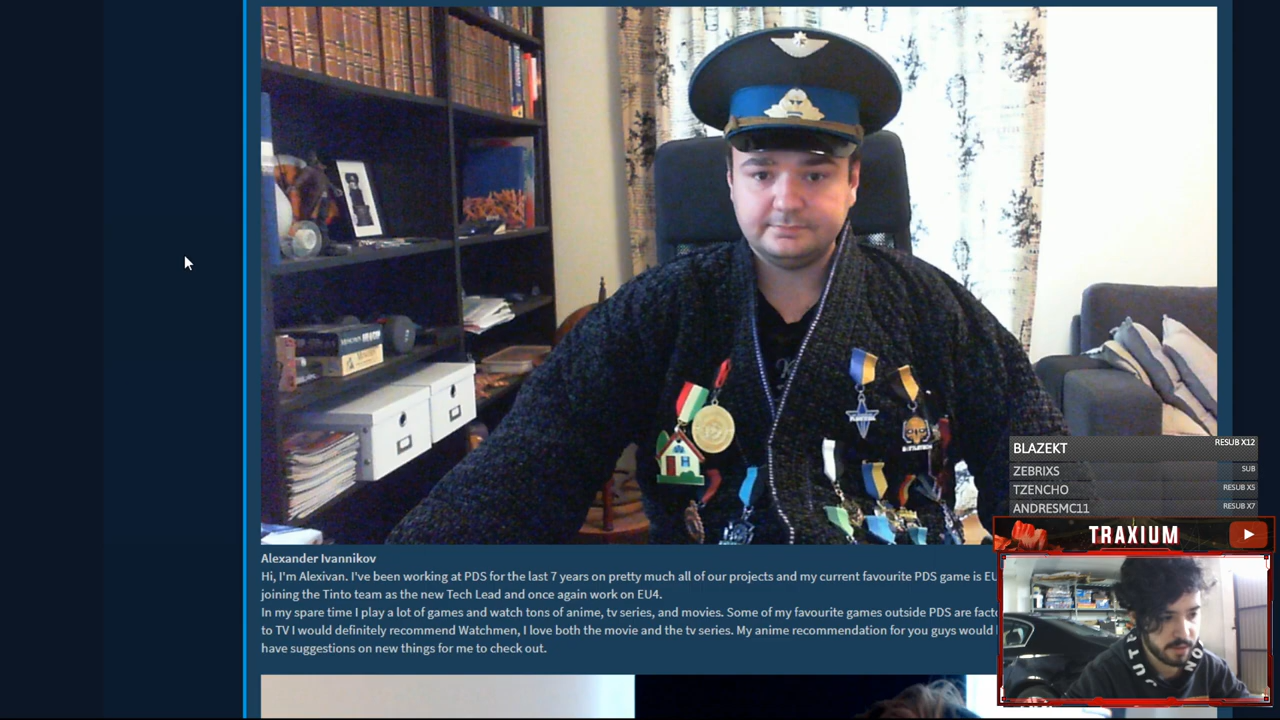 BLAZEKT RESUB X12
ZEBRIXS SUB
TZENCHO RESUB X5
ANDRESMC11 RESUB X7
TRAXIUM
Alexander Ivannikov
Hi, I'm Alexivan. I've been working at PDS for the last 7 years on pretty much all of our projects and my current favourite PDS game is
joining the Tinto team as the new Tech Lead and once again work on EU4.
In my spare time I play a lot of games and watch tons of anime, tv series, and movies. Some of my favourite games outside PDS are
to TV I would definitely recommend Watchmen, I love both the movie and the tv series. My anime recommendation for you guys would
have suggestions on new things for me to check out.